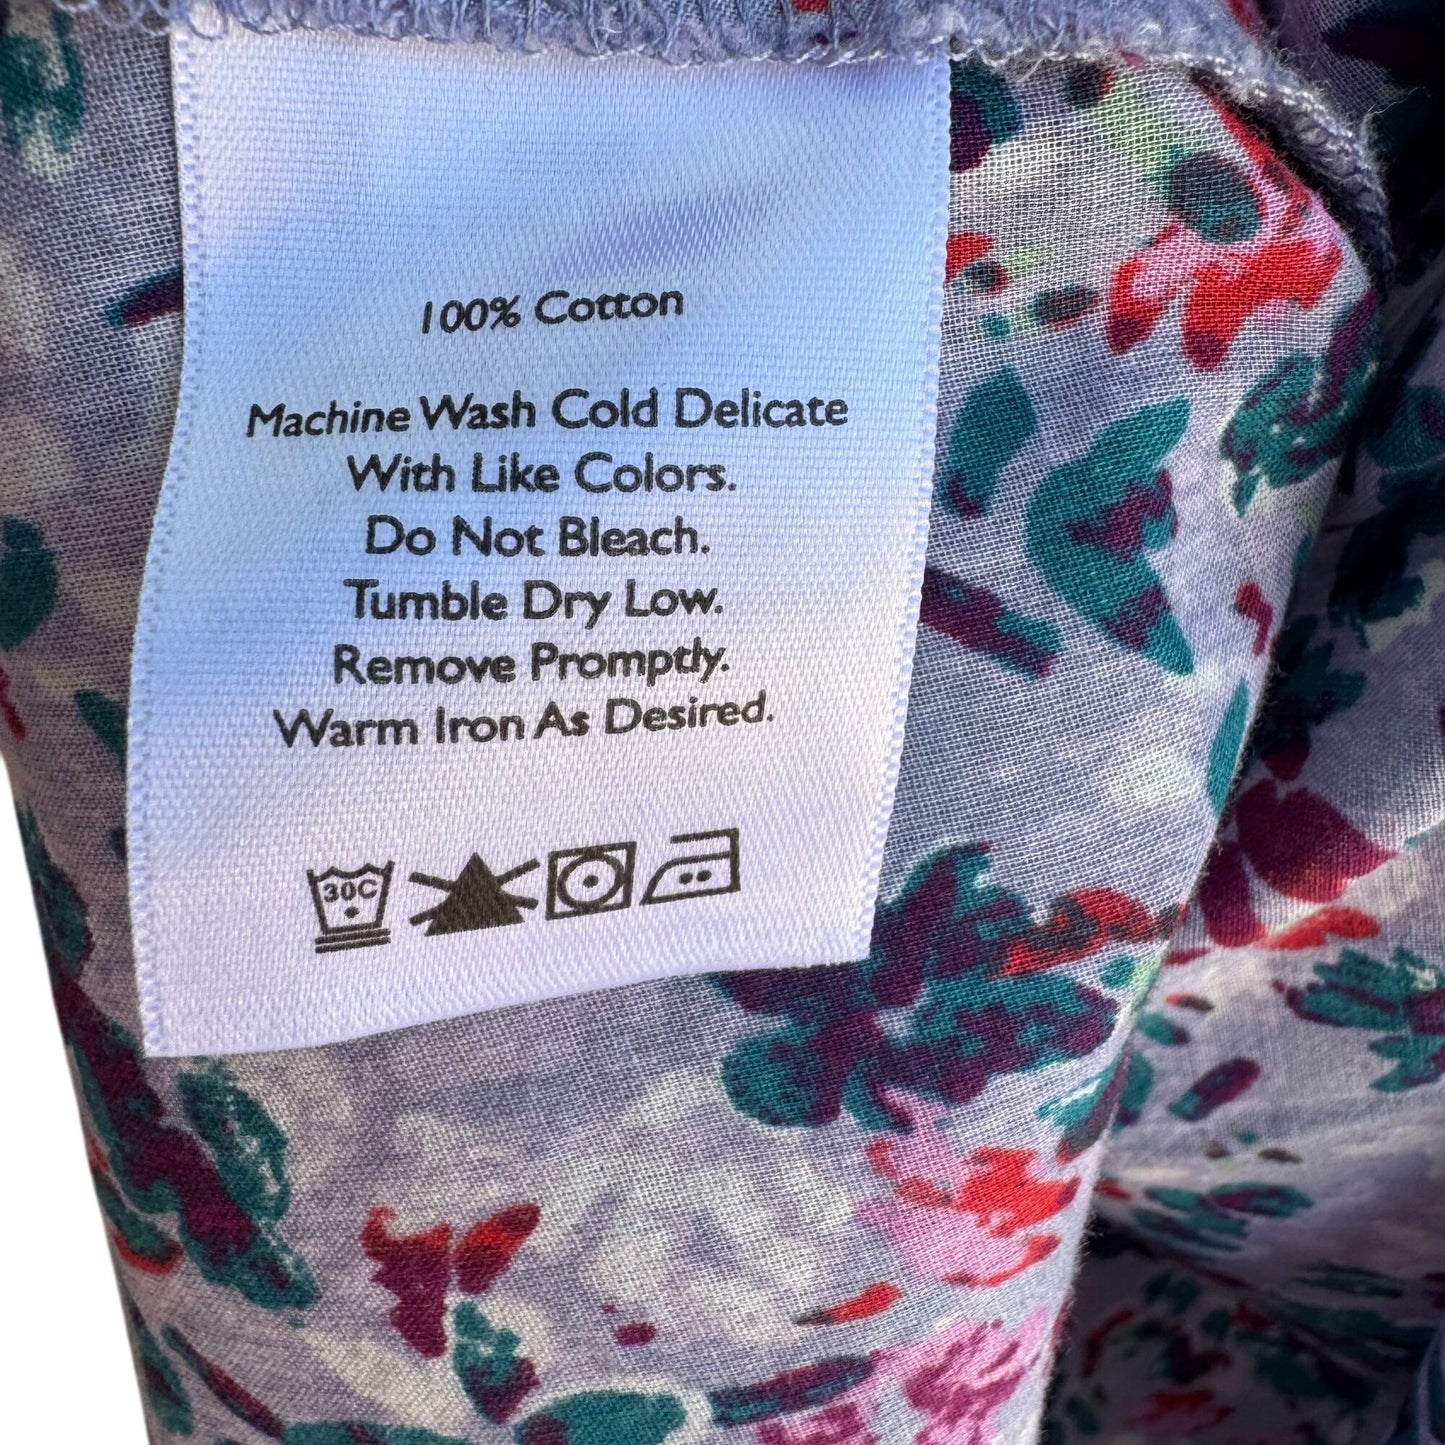 100% Cotton
Machine Wash Cold Delicate
With Like Colors.
Do Not Bleach.
Tumble Dry Low.
Remove Promptly.
Warm Iron As Desired.
30C